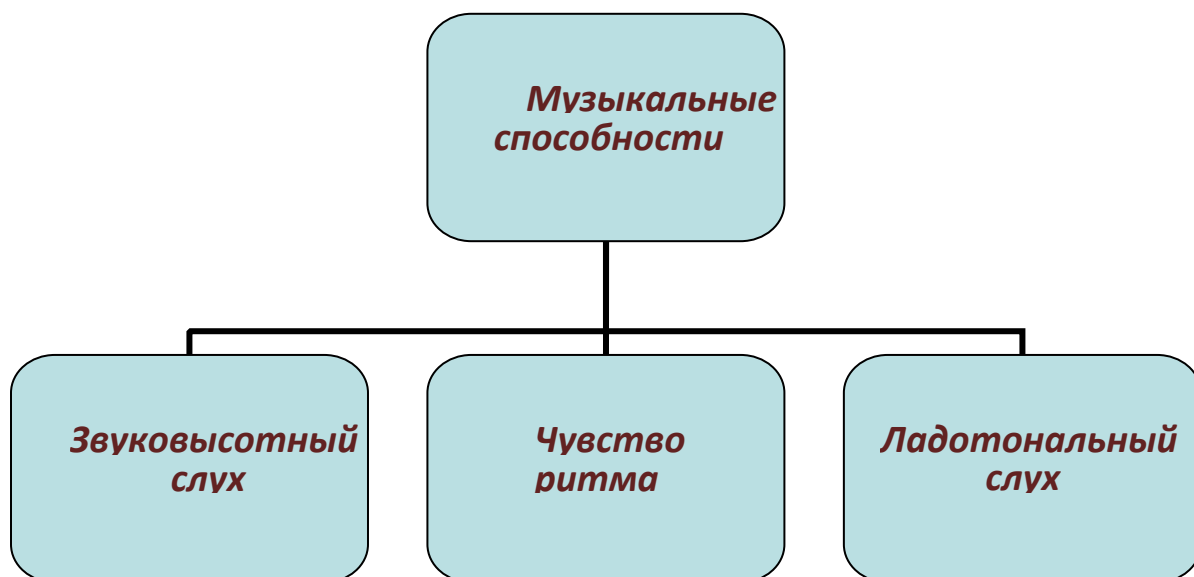 Музыкальные
способности
Звуковысотный
слух
Чувство
ритма
Ладотональный
слух